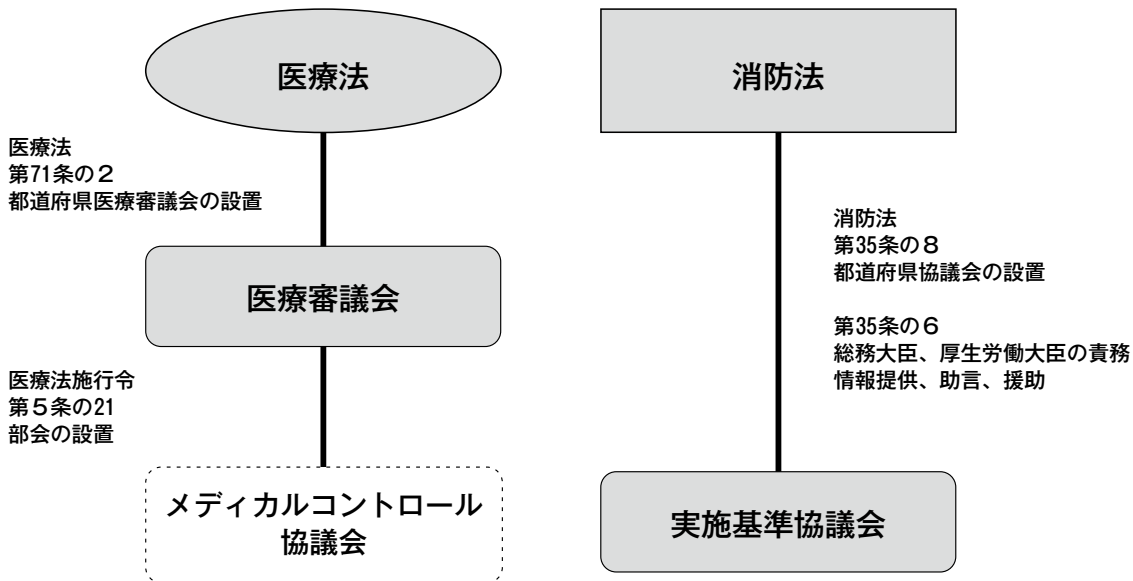 医療法
医療法
第71条の２
都道府県医療審議会の設置
医療審議会
医療法施行令
第５条の21
部会の設置
メディカルコントロール
協議会
消防法
消防法
第35条の８
都道府県協議会の設置
第35条の６
総務大臣、厚生労働大臣の責務
情報提供、助言、援助
実施基準協議会